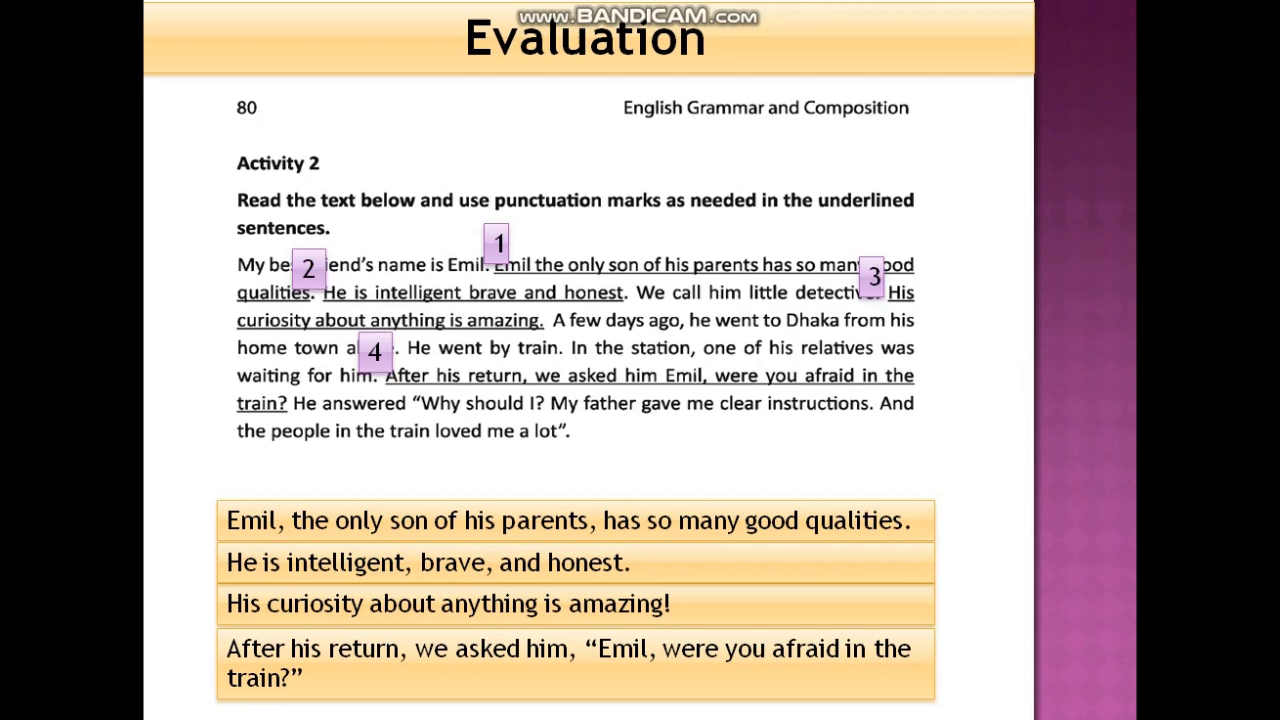 www.BANDICAM.com
Evaluation
80 English Grammar and Composition
Activity 2
Read the text below and use punctuation marks as needed in the underlined
sentences.
1
My iend's name is Emil. Emil the only son of his parents has so many ood
2 3
qualities. He is intelligent brave and honest. We call him little His
curiosity about anything is amazing. A few days ago, he went to Dhaka from his
home town . He went by train. In the station, one of his relatives was
4
waiting for him. After his return, we asked him Emil, were you afraid in the
train? He answered “Why should I? My father gave me clear instructions. And
the people in the train loved me a lot”.
Emil, the only son of his parents, has so many good qualities.
He is intelligent, brave, and honest.
His curiosity about anything is amazing!
After his return, we asked him, “Emil, were you afraid in the
train?”